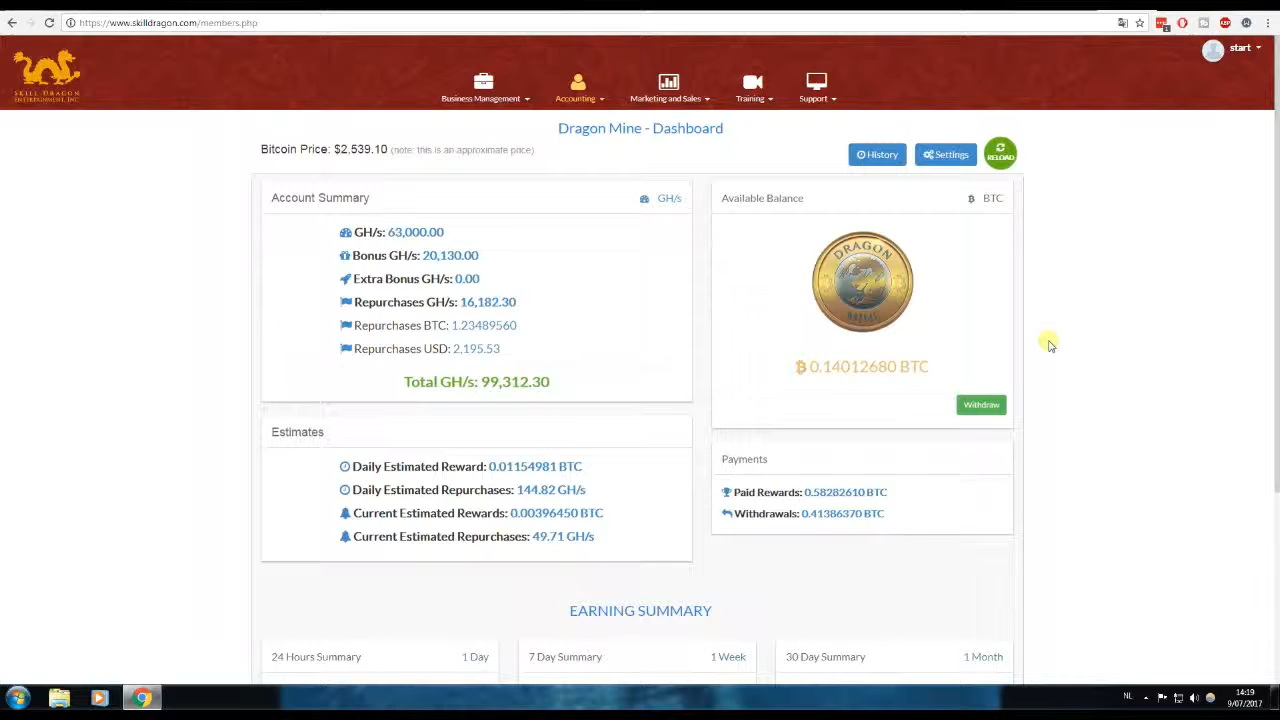 https://www.skilldragon.com/members.php
1
start
SKILL DRAGON
ENTERTAINMENT, INC
Business Management
Accounting
Marketing and Sales
Training
Support
Dragon Mine - Dashboard
Bitcoin Price: $2,539.10 (note: this is an approximate price)
History
Settings
RELOAD
Account Summary
GH/s
GH/s: 63,000.00
Bonus GH/s: 20,130.00
Extra Bonus GH/s: 0.00
Repurchases GH/s: 16,182.30
Repurchases BTC: 1.23489560
Repurchases USD: 2,195.53
Total GH/s: 99,312.30
Available Balance
BTC
DRAGON
0.14012680 BTC
Withdraw
Estimates
Daily Estimated Reward: 0.01154981 BTC
Daily Estimated Repurchases: 144.82 GH/s
Current Estimated Rewards: 0.00396450 BTC
Current Estimated Repurchases: 49.71 GH/s
Payments
Paid Rewards: 0.58282610 BTC
Withdrawals: 0.41386370 BTC
EARNING SUMMARY
24 Hours Summary
1 Day
7 Day Summary
1 Week
30 Day Summary
1 Month
NL
14:19
9/07/2017